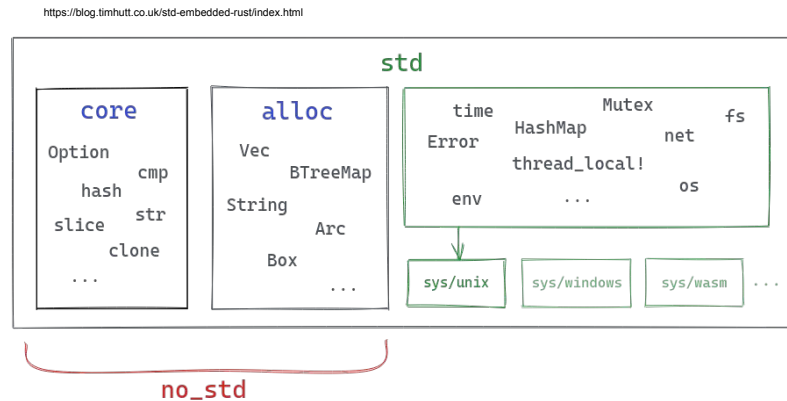 https://blog.timhutt.co.uk/std-embedded-rust/index.html
std
core
Option
cmp
hash
str
slice
clone
...
alloc
Vec
BTreeMap
String
Arc
Box
...
time
Mutex
fs
Error
HashMap
net
thread_local!
os
env
...
sys/unix
sys/windows
sys/wasm
...
no_std